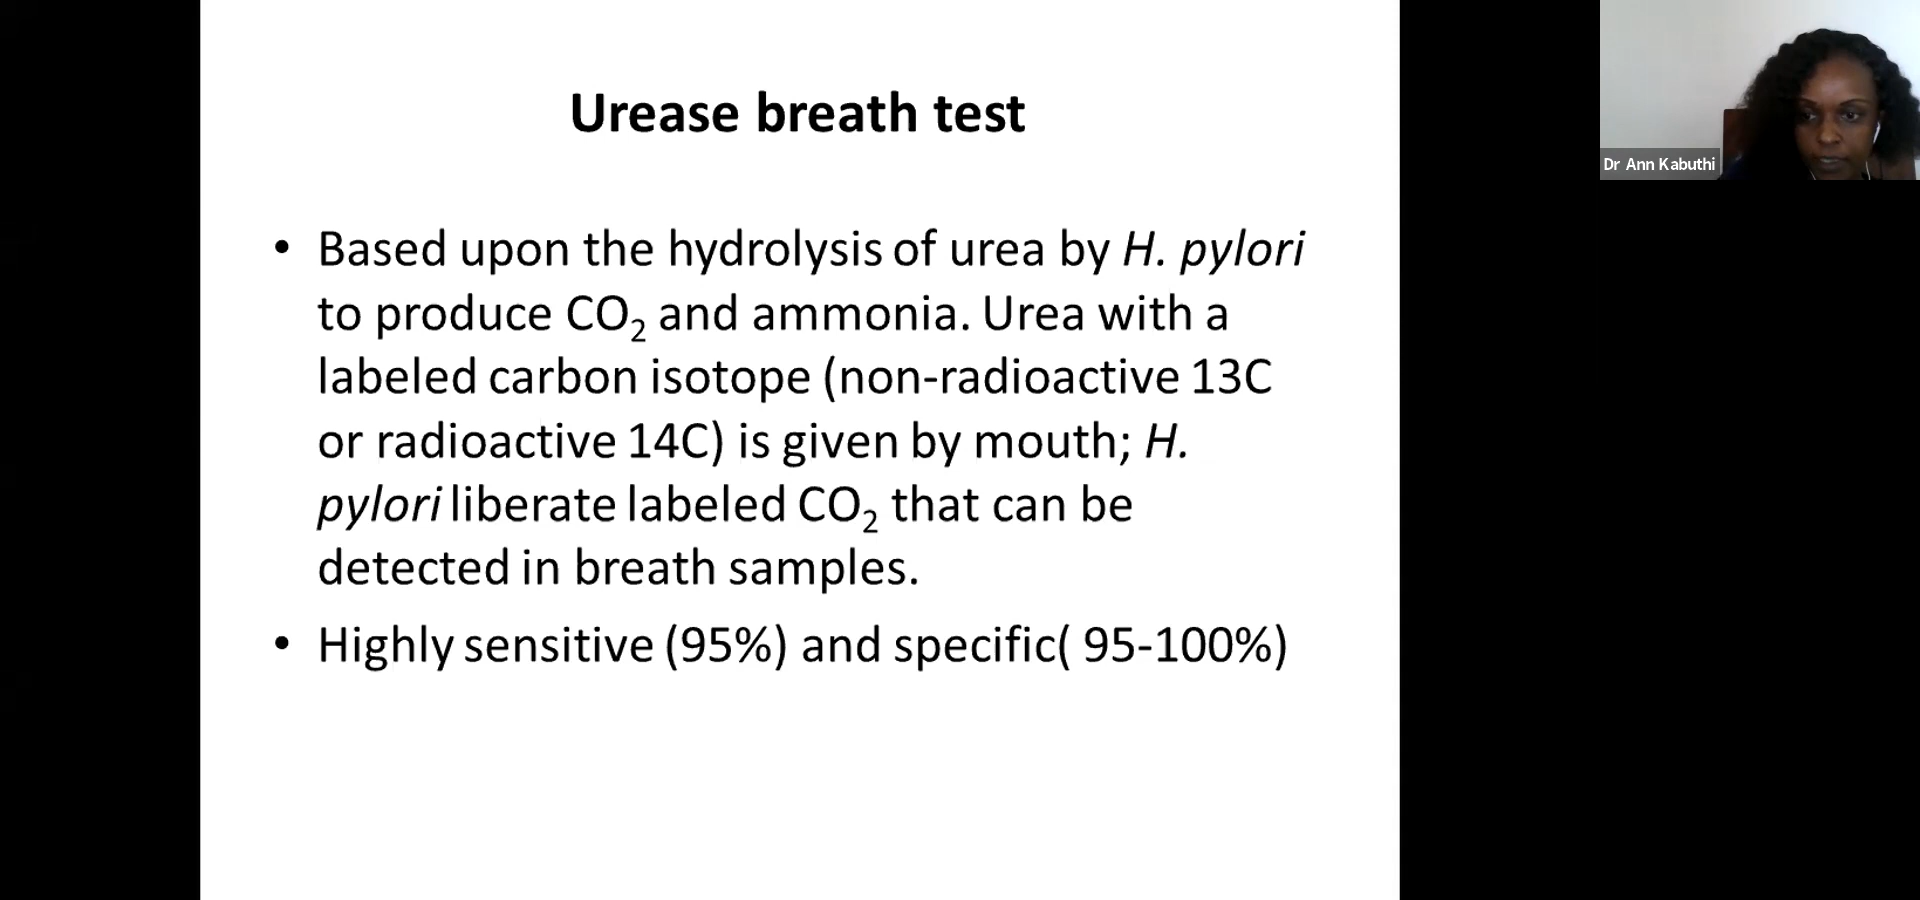 Urease breath test
Dr Ann Kabuthi
• Based upon the hydrolysis of urea by H. pylori
to produce CO₂ and ammonia. Urea with a
labeled carbon isotope (non-radioactive 13C
or radioactive 14C) is given by mouth; H.
pylori liberate labeled CO₂ that can be
detected in breath samples.
• Highly sensitive (95%) and specific( 95-100%)